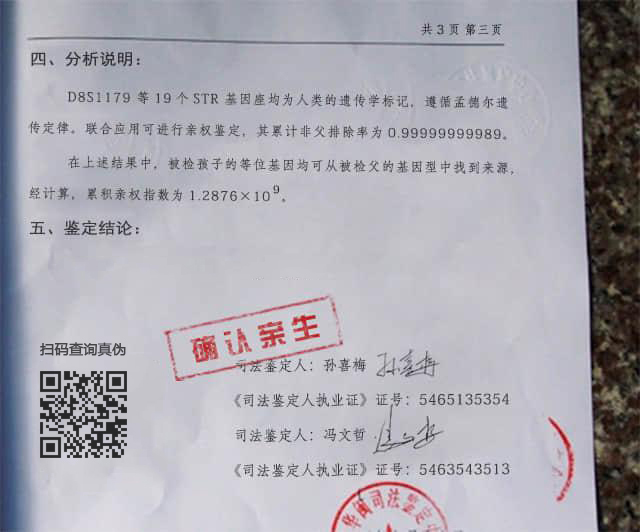 共 3 页 第三页
四、分析说明：
D8S1179 等 19 个 STR 基因座均为人类的遗传学标记，遵循孟德尔遗
传定律。联合应用可进行亲权鉴定，其累计非父排除率为 0.99999999989。
在上述结果中，被检孩子的等位基因均可从被检父的基因型中找到来源，
经计算，累积亲权指数为 1.2876×10⁹。
五、鉴定结论：
确认亲生
扫码查询真伪
司法鉴定人：孙喜梅
《司法鉴定人执业证》证号：5465135354
司法鉴定人：冯文哲
《司法鉴定人执业证》证号：5463543513
司法鉴定